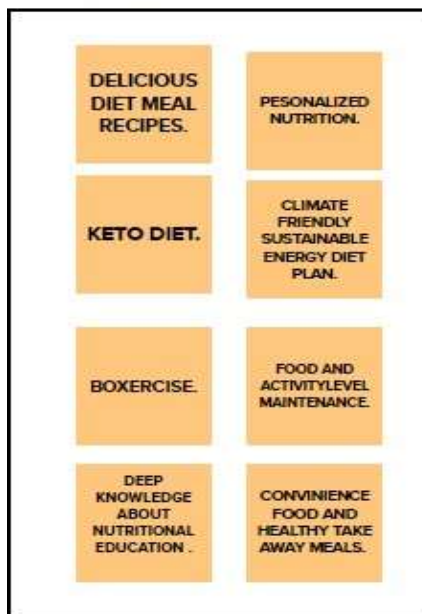 DELICIOUS
DIET MEAL
RECIPES.
PESONALIZED
NUTRITION.
KETO DIET.
CLIMATE
FRIENDLY
SUSTAINABLE
ENERGY DIET
PLAN.
BOXERCISE.
FOOD AND
ACTIVITYLEVEL
MAINTENANCE.
DEEP
KNOWLEDGE
ABOUT
NUTRITIONAL
EDUCATION .
CONVINIENCE
FOOD AND
HEALTHY TAKE
AWAY MEALS.